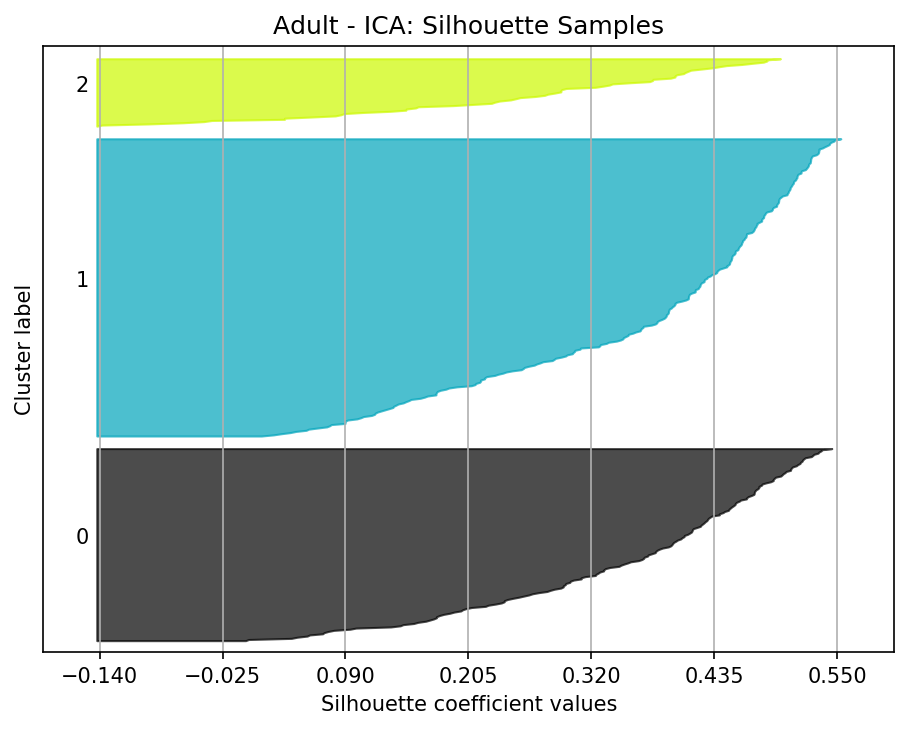 Adult - ICA: Silhouette Samples
2
1
0
Cluster label
−0.140 −0.025 0.090 0.205 0.320 0.435 0.550
Silhouette coefficient values